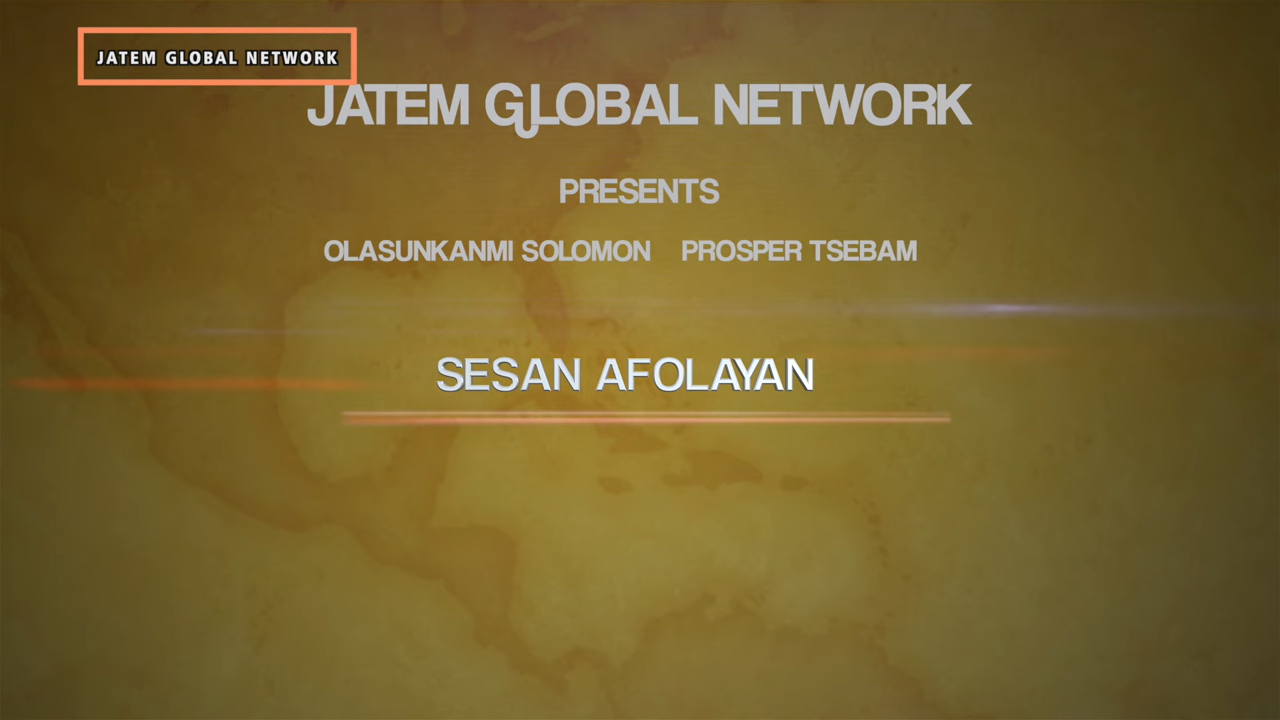 JATEM GLOBAL NETWORK
JATEM GLOBAL NETWORK
PRESENTS
OLASUNKANMI SOLOMON PROSPER TSEBAM
SESAN AFOLAYAN